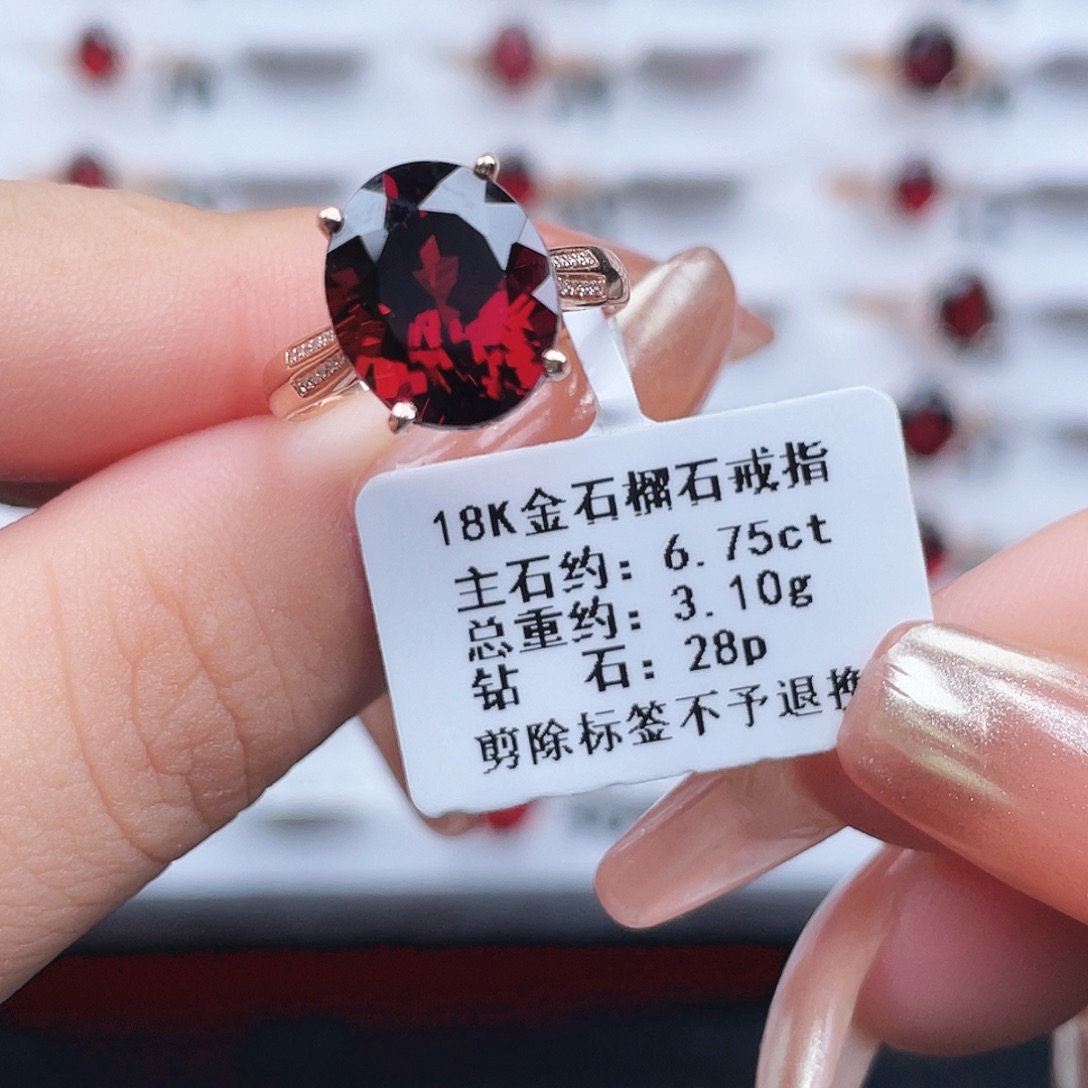 18K金石榴石戒指
主石约: 6.75ct
总重约: 3.10g
钻 石: 28p
剪除标签不予退换